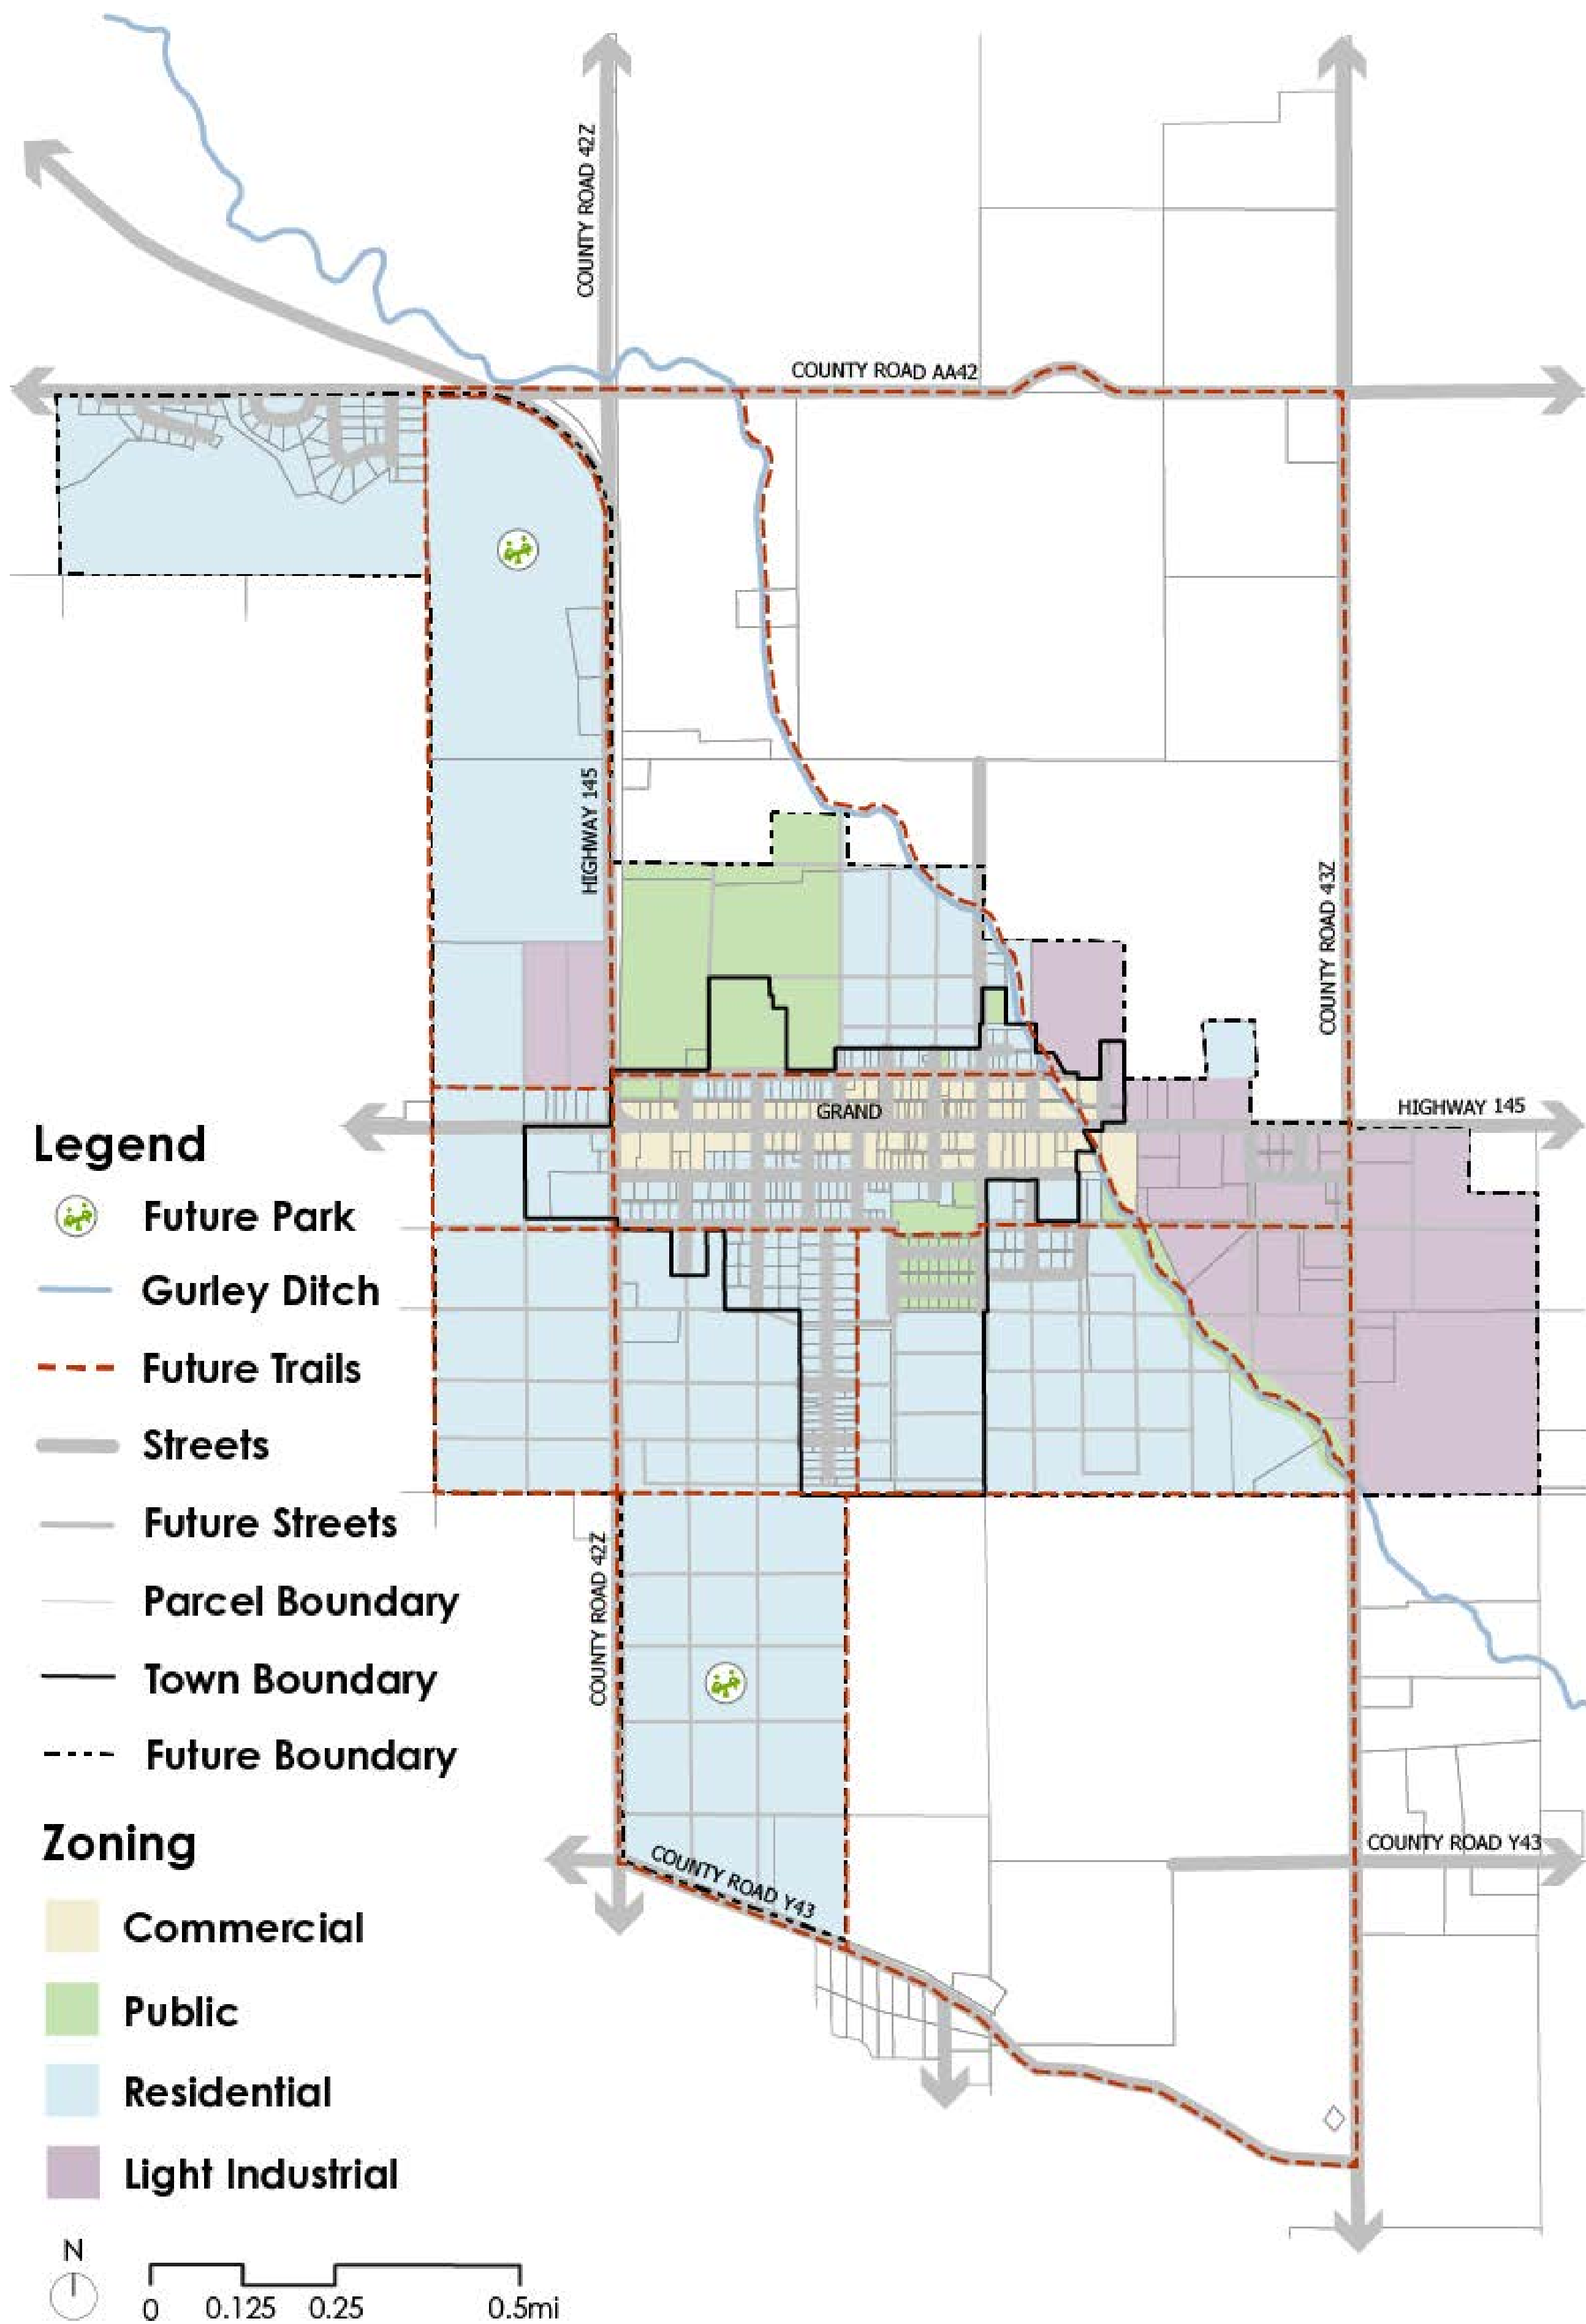 COUNTY ROAD 42Z
COUNTY ROAD AA42
HIGHWAY 145
COUNTY ROAD 43Z
GRAND
HIGHWAY 145
COUNTY ROAD 42Z
COUNTY ROAD Y43
COUNTY ROAD Y43
Legend
Future Park
Gurley Ditch
Future Trails
Streets
Future Streets
Parcel Boundary
Town Boundary
Future Boundary
Zoning
Commercial
Public
Residential
Light Industrial
N
0 0.125 0.25 0.5mi